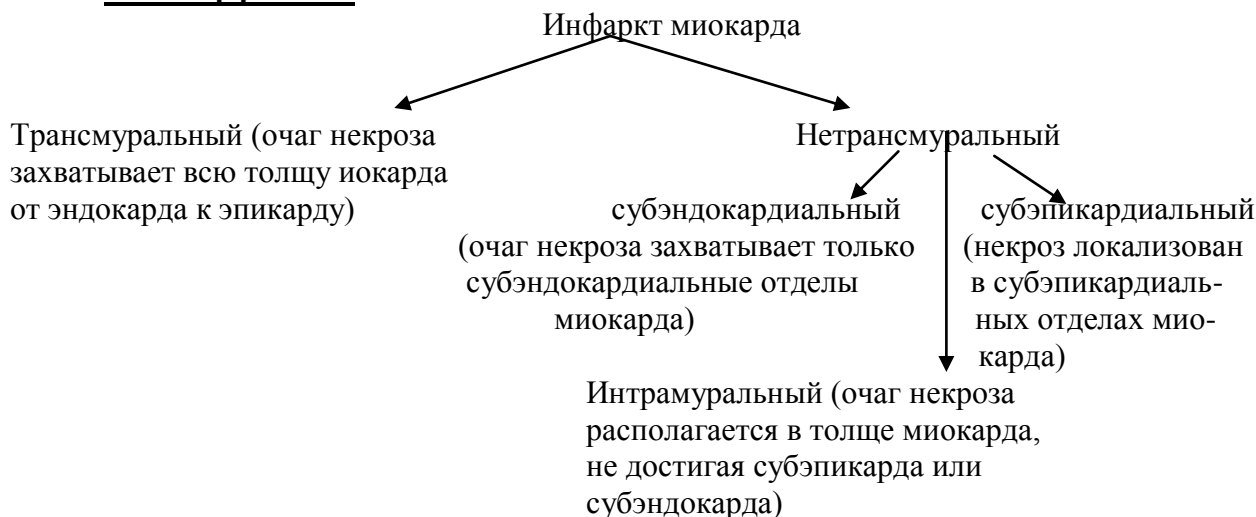 Инфаркт миокарда
Трансмуральный (очаг некроза
захватывает всю толщу иокарда
от эндокарда к эпикарду)
Нетрансмуральный
субэндокардиальный
(очаг некроза захватывает только
субэндокардиальные отделы
миокарда)
субэпикардиальный
(некроз локализован
в субэпикардиаль-
ных отделах мио-
карда)
Интрамуральный (очаг некроза
располагается в толще миокарда,
не достигая субэпикарда или
субэндокарда)